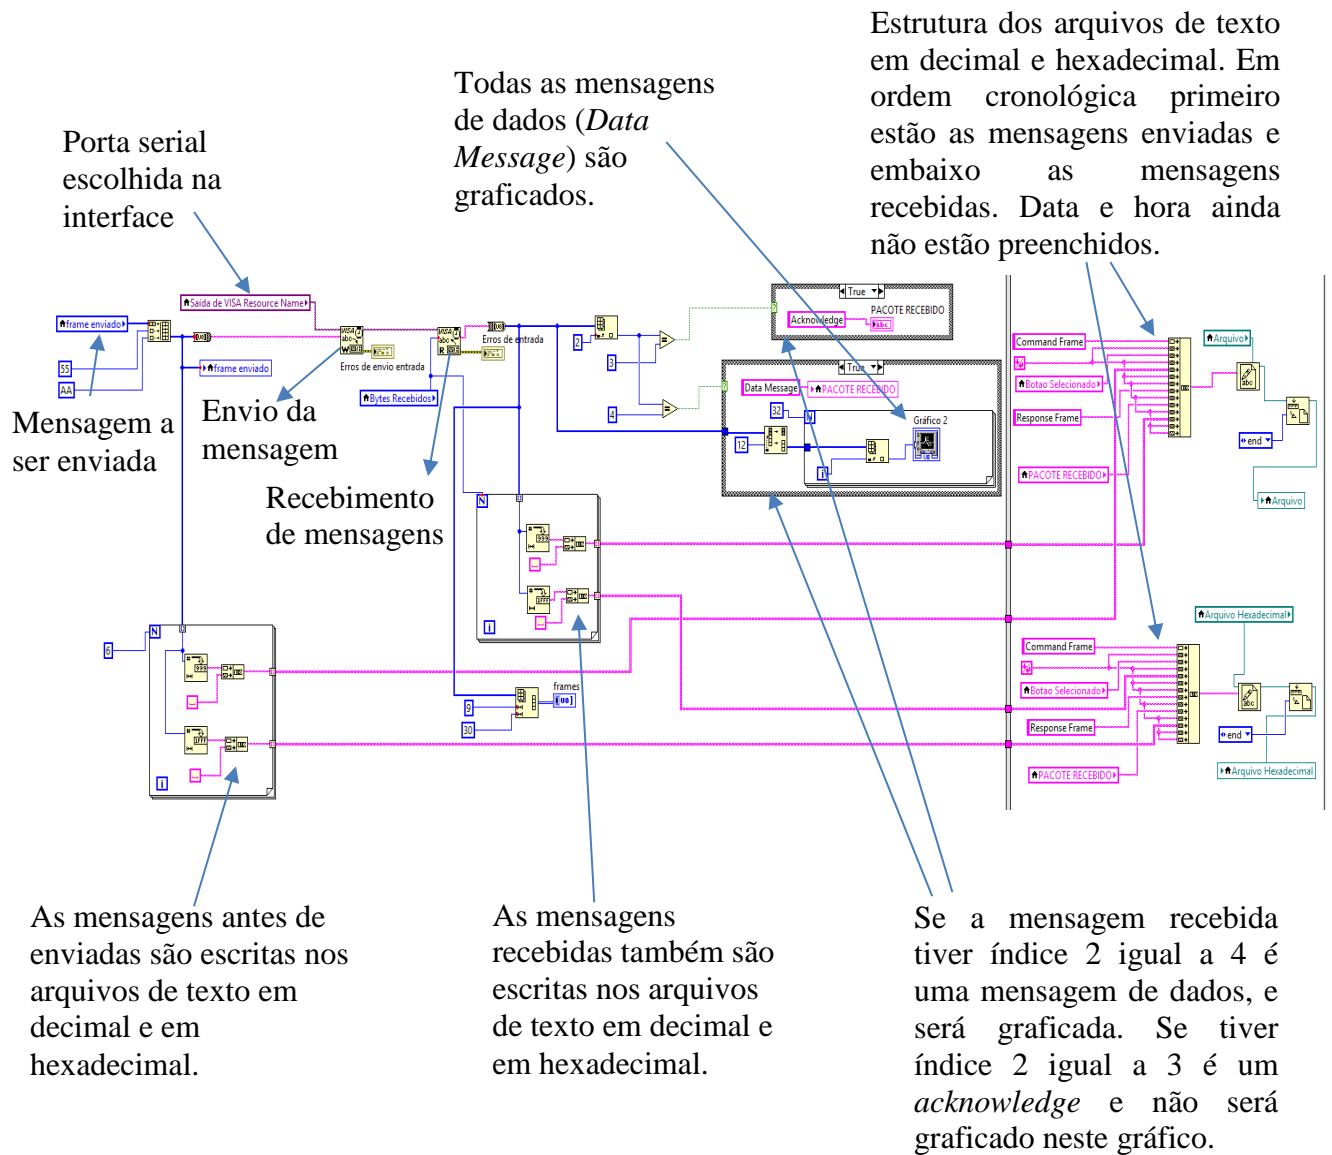 Estrutura dos arquivos de texto
em decimal e hexadecimal. Em
ordem cronológica primeiro
estão as mensagens enviadas e
embaixo as mensagens
recebidas. Data e hora ainda
não estão preenchidos.
Todas as mensagens
de dados (Data
Message) são
graficados.
Porta serial
escolhida na
interface
Saída de VISA Resource Name
frame enviado
55
AA
frame enviado
Erros de envio entrada
Erros de entrada
Bytes Recebidos
Mensagem a
ser enviada
Envio da
mensagem
Recebimento
de mensagens
2
3
4
True
PACOTE RECEBIDO
Acknowledge
abc
True
Data Message
PACOTE RECEBIDO
32
12
N
i
Gráfico 2
Command Frame
Botao Selecionado
Response Frame
PACOTE RECEBIDO
Arquivo
abc
end
Arquivo
N
i
6
N
i
9
30
frames
U8
Command Frame
Botao Selecionado
Response Frame
PACOTE RECEBIDO
Arquivo Hexadecimal
abc
end
Arquivo Hexadecimal
As mensagens antes de
enviadas são escritas nos
arquivos de texto em
decimal e em
hexadecimal.
As mensagens
recebidas também são
escritas nos arquivos
de texto em decimal e
em hexadecimal.
Se a mensagem recebida
tiver índice 2 igual a 4 é
uma mensagem de dados, e
será graficada. Se tiver
índice 2 igual a 3 é um
acknowledge e não será
graficado neste gráfico.